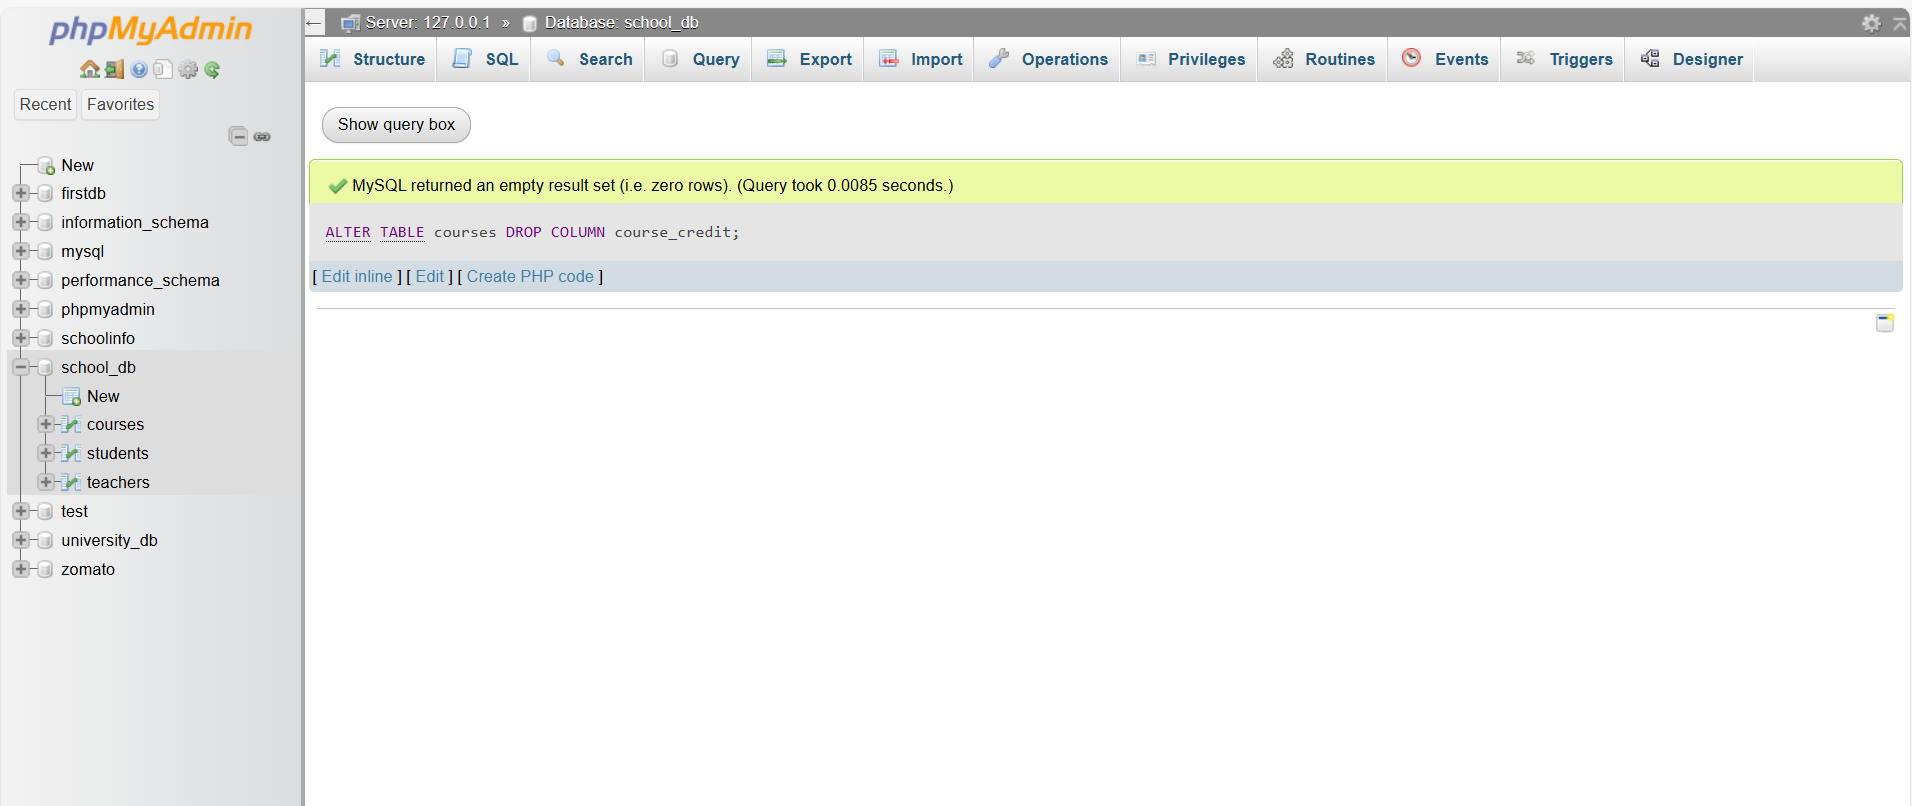 phpMyAdmin
Recent Favorites
New
firstdb
information_schema
mysql
performance_schema
phpmyadmin
schoolinfo
school_db
New
courses
students
teachers
test
university_db
zomato
Server: 127.0.0.1 » Database: school_db
Structure SQL Search Query Export Import Operations Privileges Routines Events Triggers Designer
Show query box
MySQL returned an empty result set (i.e. zero rows). (Query took 0.0085 seconds.)
ALTER TABLE courses DROP COLUMN course_credit;
[ Edit inline ] [ Edit ] [ Create PHP code ]